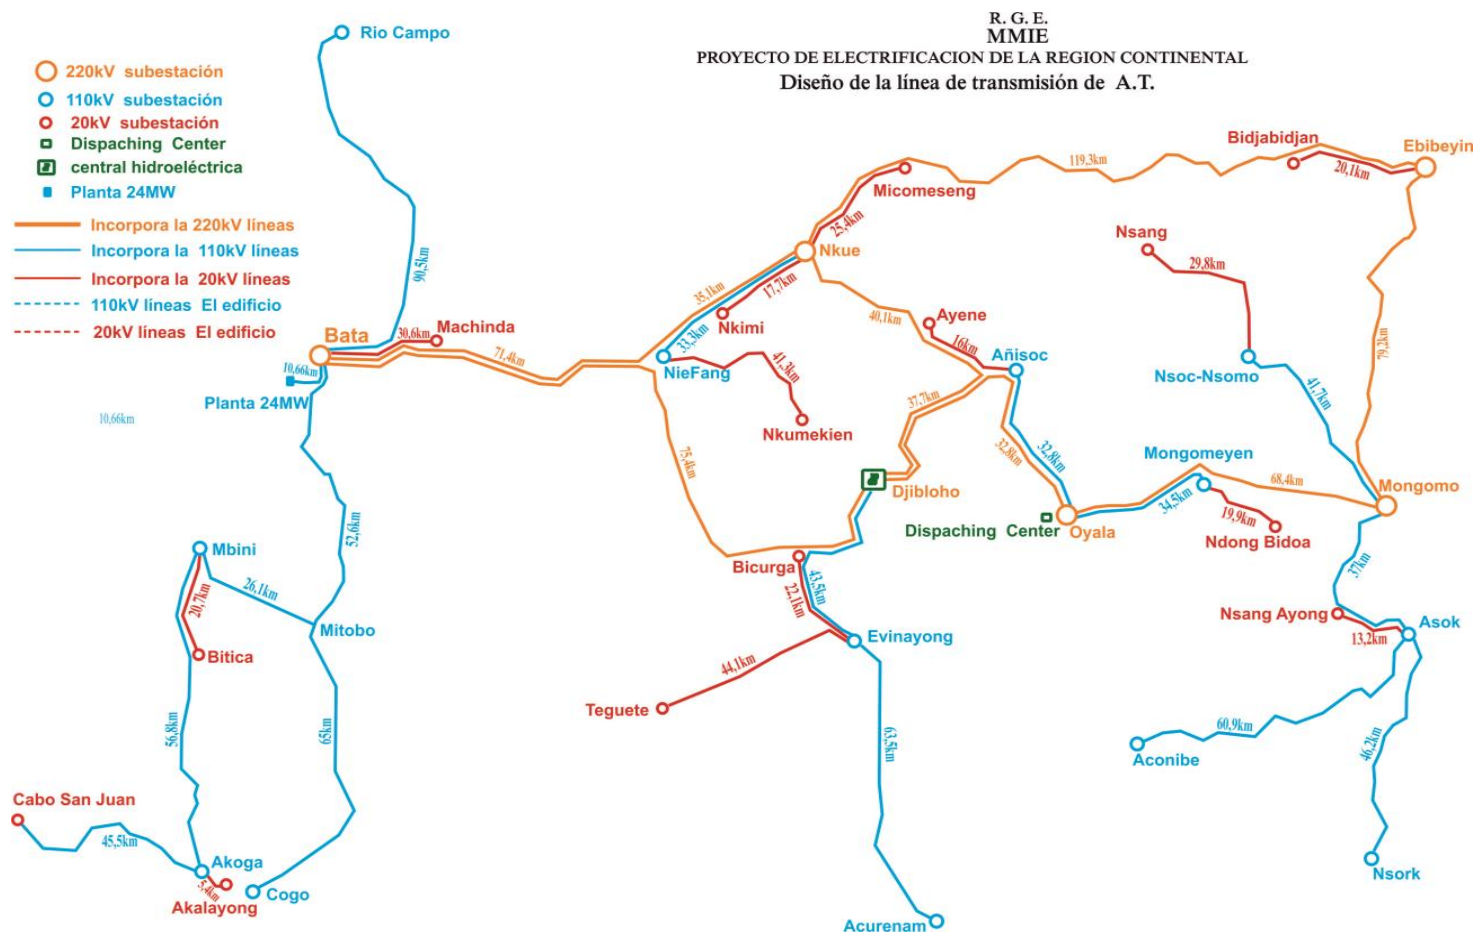 R. G. E.
MMIE
PROYECTO DE ELECTRIFICACION DE LA REGION CONTINENTAL
Diseño de la línea de transmisión de A.T.
220kV subestación
110kV subestación
20kV subestación
Dispaching Center
central hidroeléctrica
Planta 24MW
Incorpora la 220kV líneas
Incorpora la 110kV líneas
Incorpora la 20kV líneas
110kV líneas El edificio
20kV líneas El edificio
Rio Campo
90,5km
Bata
30,6km
Machinda
10,66km
Planta 24MW
10,66km
71,4km
52,6km
Mbini
26,1km
20,7km
Mitobo
Bitica
56,8km
65km
Cabo San Juan
45,5km
Akoga
5,4km
Akalayong
Cogo
Micomeseng
25,4km
Nkue
35,1km
17,7km
33,3km
Nkimi
NieFang
41,3km
Nkumekien
75,4km
40,1km
Ayene
16km
Añisoc
37,7km
32,8km
32,8km
Djibloho
Dispaching Center
Oyala
Bicurga
43,5km
22,1km
Evinayong
44,1km
Teguete
63,5km
Acurenam
119,3km
Bidjabidjan
20,1km
Ebibeyin
Nsang
29,8km
79,2km
Nsoc-Nsomo
41,7km
Mongomeyen
34,5km
68,4km
19,9km
Ndong Bidoa
Mongomo
37km
Nsang Ayong
13,2km
Asok
60,9km
Aconibe
46,2km
Nsork